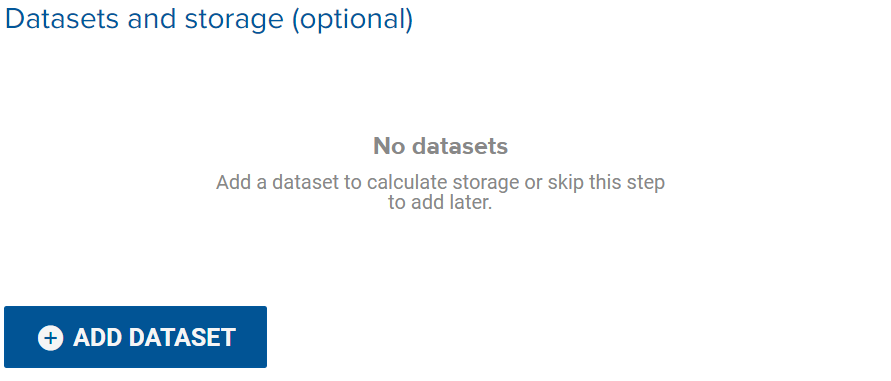 Datasets and storage (optional)
No datasets
Add a dataset to calculate storage or skip this step
to add later.
ADD DATASET